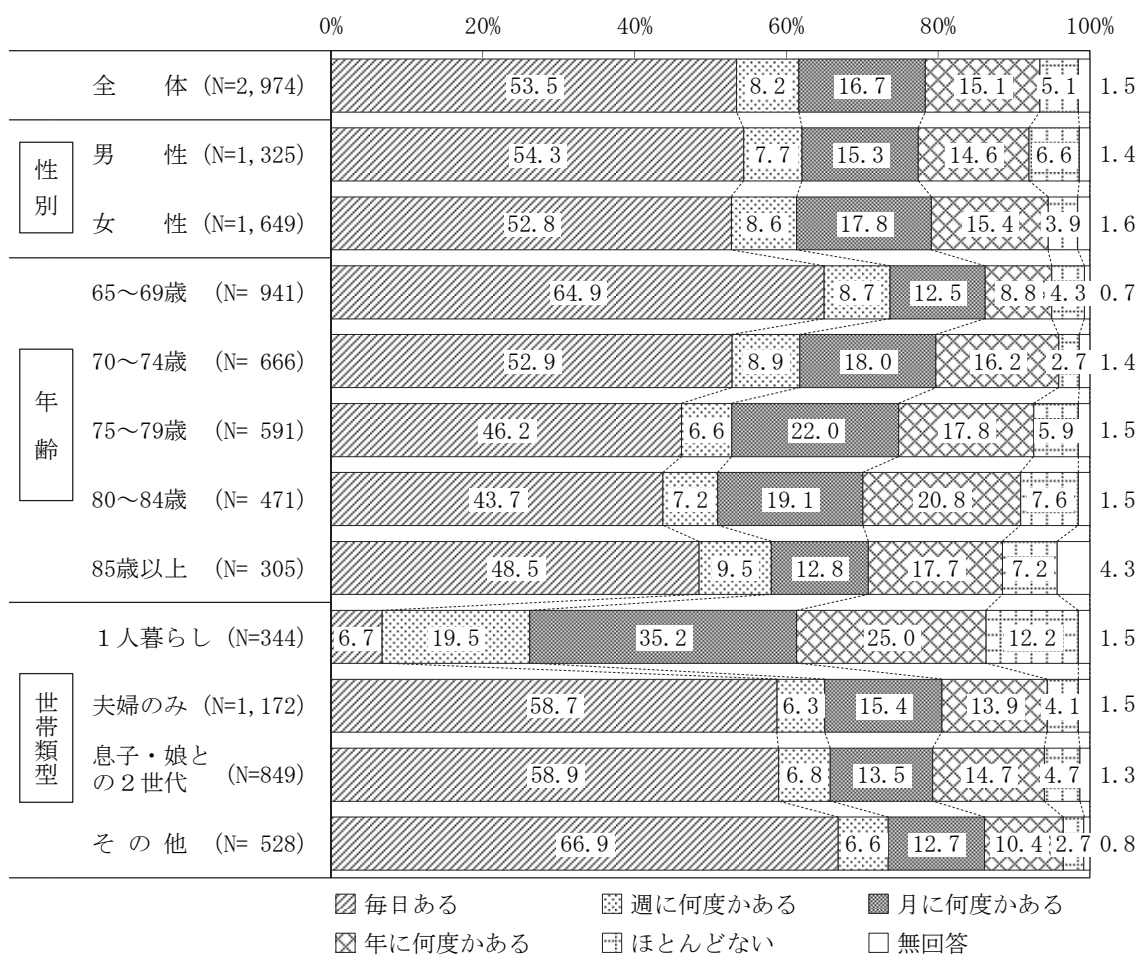 0% 20% 40% 60% 80% 100%
全 体 (N=2,974) 53.5 8.2 16.7 15.1 5.1 1.5
性別
男 性 (N=1,325) 54.3 7.7 15.3 14.6 6.6 1.4
女 性 (N=1,649) 52.8 8.6 17.8 15.4 3.9 1.6
年齢
65～69歳 (N= 941) 64.9 8.7 12.5 8.8 4.3 0.7
70～74歳 (N= 666) 52.9 8.9 18.0 16.2 2.7 1.4
75～79歳 (N= 591) 46.2 6.6 22.0 17.8 5.9 1.5
80～84歳 (N= 471) 43.7 7.2 19.1 20.8 7.6 1.5
85歳以上 (N= 305) 48.5 9.5 12.8 17.7 7.2 4.3
世帯類型
１人暮らし (N=344) 6.7 19.5 35.2 25.0 12.2 1.5
夫婦のみ (N=1,172) 58.7 6.3 15.4 13.9 4.1 1.5
息子・娘と
の２世代 (N=849) 58.9 6.8 13.5 14.7 4.7 1.3
そ の 他 (N= 528) 66.9 6.6 12.7 10.4 2.7 0.8
毎日ある 週に何度かある 月に何度かある
年に何度かある ほとんどない 無回答